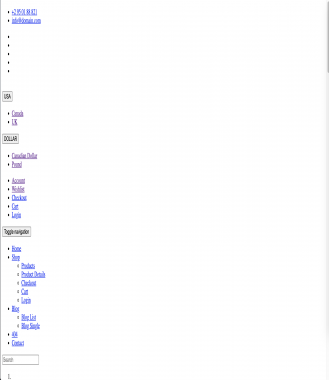 +2 95 01 88 821
info@domain.com
USA
Canada
UK
DOLLAR
Canadian Dollar
Pound
Account
Wishlist
Checkout
Cart
Login
Toggle navigation
Home
Shop
Products
Product Details
Checkout
Cart
Login
Blog
Blog List
Blog Single
404
Contact
Search
1.